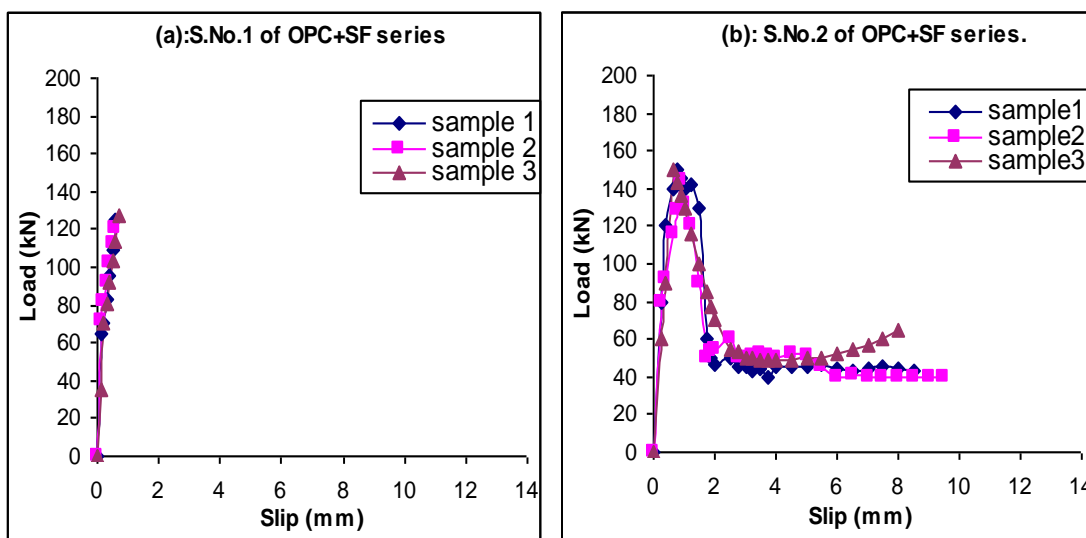 (a):S.No.1 of OPC+SF series
200
180
160
140
120
100
80
60
40
20
0
Load (kN)
sample 1
sample 2
sample 3
0 2 4 6 8 10 12 14
Slip (mm)
(b): S.No.2 of OPC+SF series.
200
180
160
140
120
100
80
60
40
20
0
Load (kN)
sample1
sample2
sample3
0 2 4 6 8 10 12 14
Slip (mm)